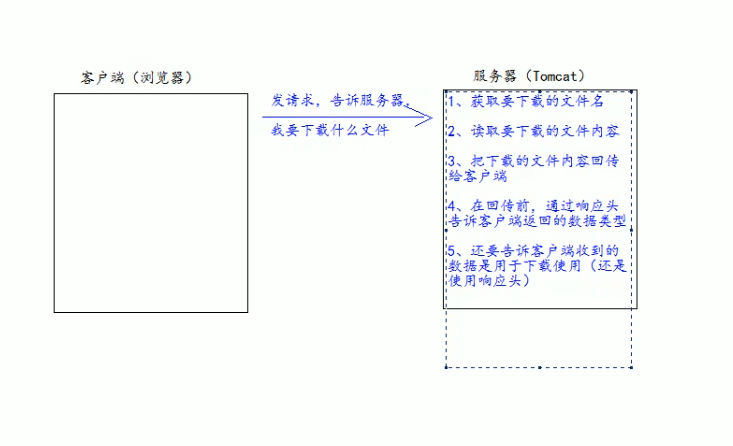 客户端（浏览器）
服务器（Tomcat）
发请求，告诉服务器，
我要下载什么文件
1、获取要下载的文件名
2、读取要下载的文件内容
3、把下载的文件内容回传
给客户端
4、在回传前，通过响应头
告诉客户端返回的数据类型
5、还要告诉客户端收到的
数据是用于下载使用（还是
使用响应头）